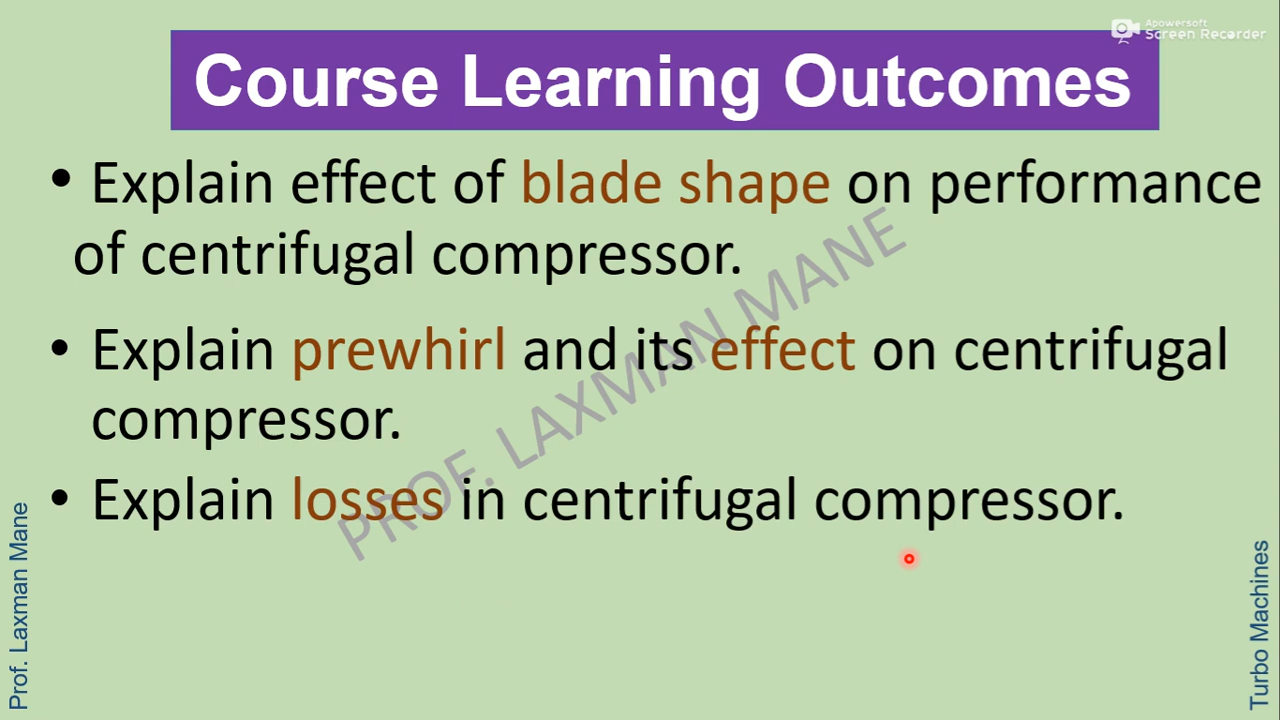 Apowersoft
Screen Recorder
Course Learning Outcomes
• Explain effect of blade shape on performance
of centrifugal compressor.
• Explain prewhirl and its effect on centrifugal
compressor.
• Explain losses in centrifugal compressor.
PROF. LAXMAN MANE
Prof. Laxman Mane
Turbo Machines